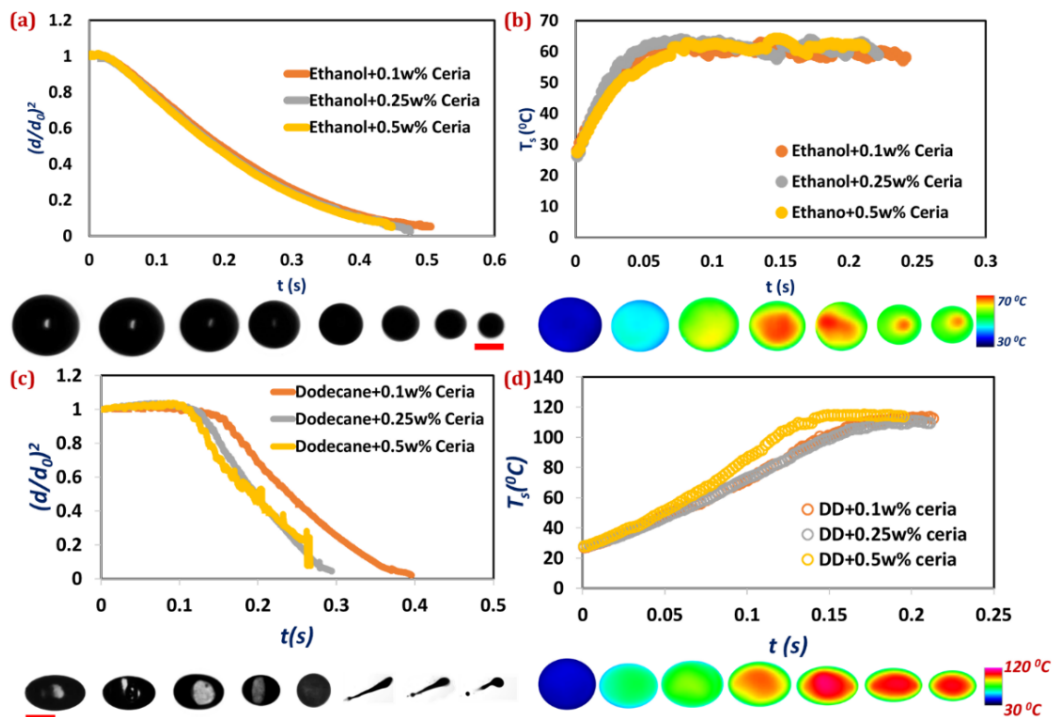 (a)
1.2
1
0.8
0.6
0.4
0.2
0
(d/d₀)²
Ethanol+0.1w% Ceria
Ethanol+0.25w% Ceria
Ethanol+0.5w% Ceria
0 0.1 0.2 0.3 0.4 0.5 0.6
t (s)
(b)
70
60
50
40
30
20
10
0
Tₛ (⁰C)
Ethanol+0.1w% Ceria
Ethanol+0.25w% Ceria
Ethano+0.5w% Ceria
0 0.05 0.1 0.15 0.2 0.25 0.3
t (s)
70 ⁰C
30 ⁰C
(c)
1.2
1
0.8
0.6
0.4
0.2
0
(d/d₀)²
Dodecane+0.1w% Ceria
Dodecane+0.25w% Ceria
Dodecane+0.5w% Ceria
0 0.1 0.2 0.3 0.4 0.5
t(s)
(d)
140
120
100
80
60
40
20
0
Tₛ(⁰C)
DD+0.1w% ceria
DD+0.25w% ceria
DD+0.5w% ceria
0 0.05 0.1 0.15 0.2 0.25
t (s)
120 ⁰C
30 ⁰C